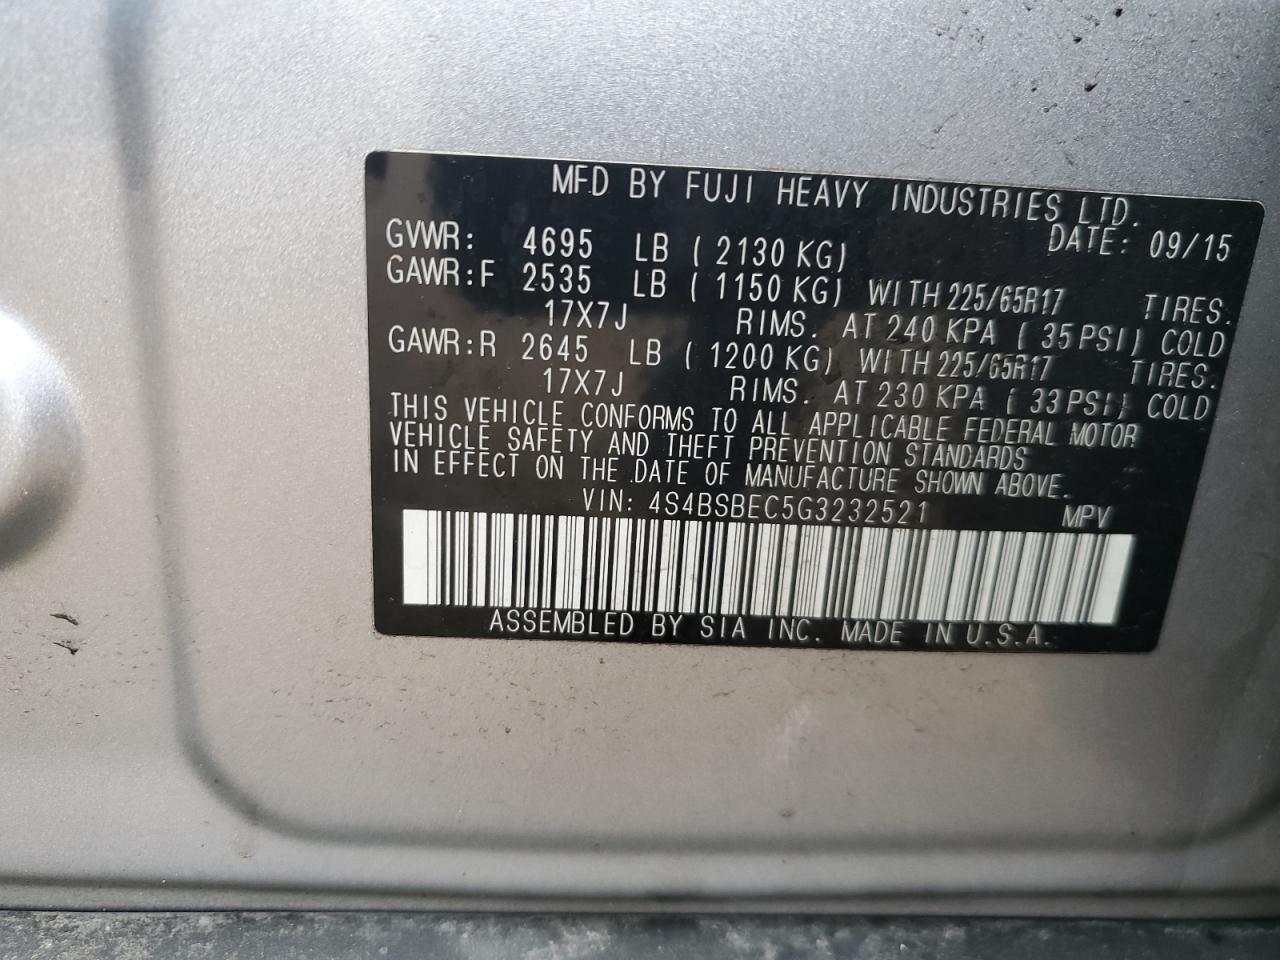 MFD BY FUJI HEAVY INDUSTRIES LTD.
DATE: 09/15
GVWR: 4695 LB ( 2130 KG)
GAWR:F 2535 LB ( 1150 KG) WITH 225/65R17 TIRES.
17X7J RIMS. AT 240 KPA ( 35 PSI) COLD
GAWR:R 2645 LB ( 1200 KG) WITH 225/65R17 TIRES.
17X7J RIMS. AT 230 KPA ( 33 PSI) COLD
THIS VEHICLE CONFORMS TO ALL APPLICABLE FEDERAL MOTOR
VEHICLE SAFETY AND THEFT PREVENTION STANDARDS
IN EFFECT ON THE DATE OF MANUFACTURE SHOWN ABOVE.
VIN: 4S4BSBEC5G3232521 MPV
ASSEMBLED BY SIA INC. MADE IN U.S.A.